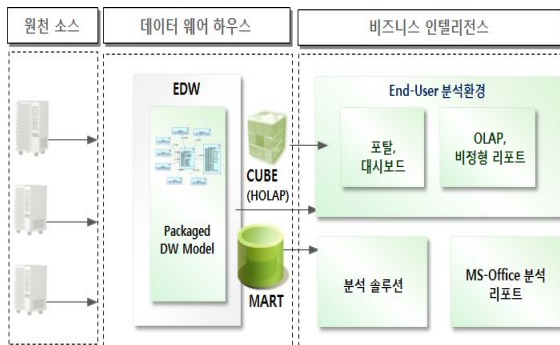 원천 소스
데이터 웨어 하우스
비즈니스 인텔리전스
EDW
Packaged
DW Model
CUBE
(HOLAP)
MART
End-User 분석환경
포탈,
대시보드
OLAP,
비정형 리포트
분석 솔루션
MS-Office 분석
리포트